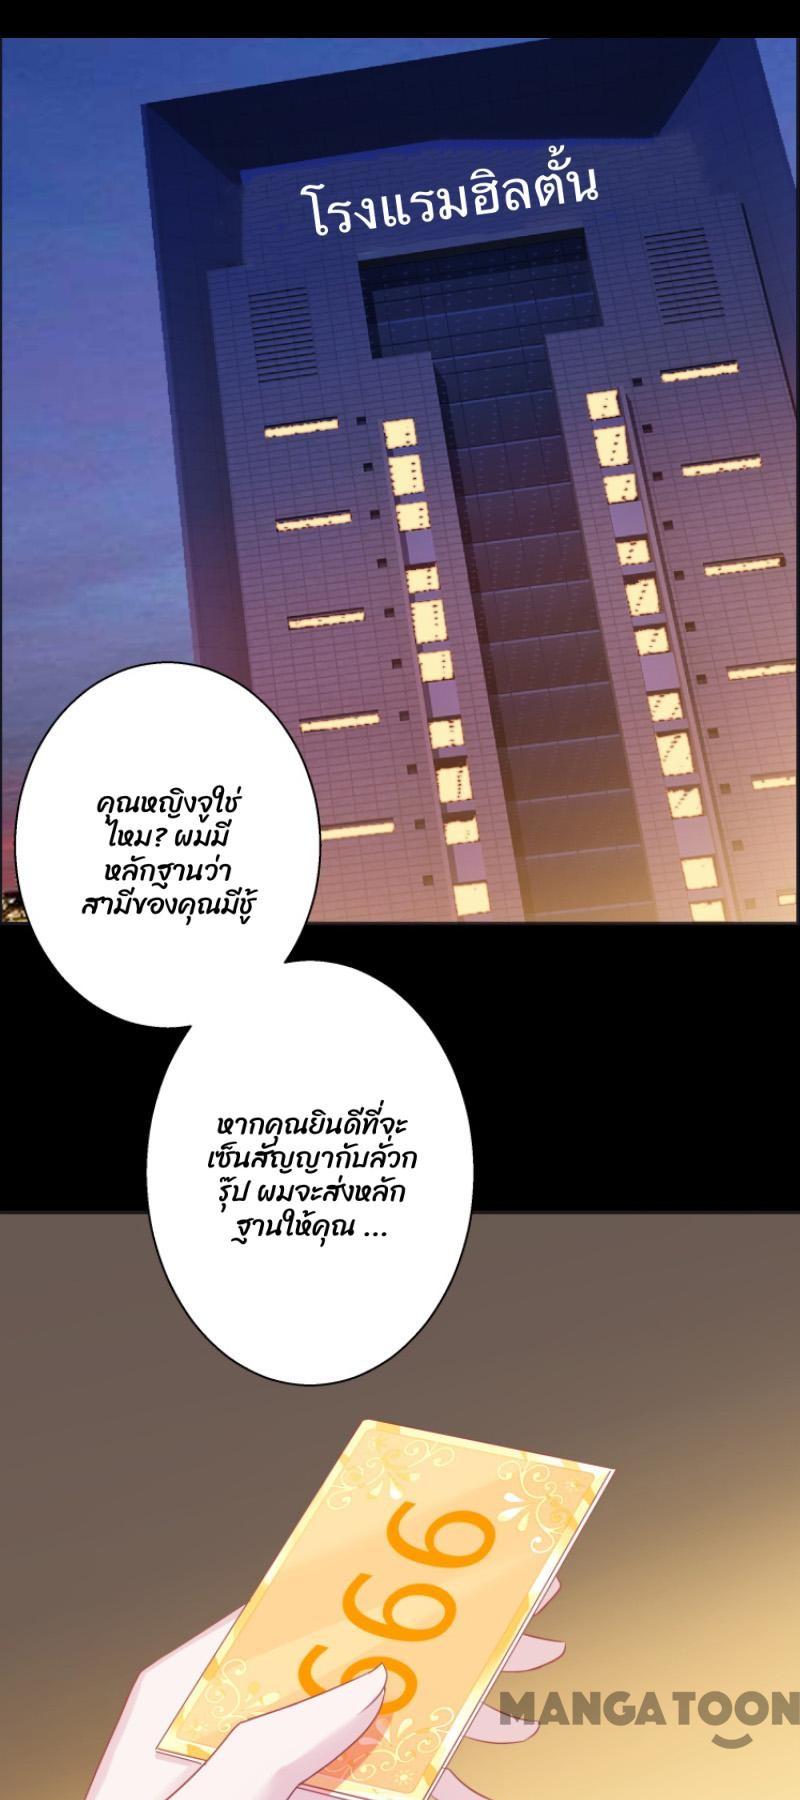 โรงแรมฮิลตั้น
คุณหญิงจูใช่
ไหม? ผมมี
หลักฐานว่า
สามีของคุณมีชู้
หากคุณยินดีที่จะ
เซ็นสัญญากับลั่วก
รุ๊ป ผมจะส่งหลัก
ฐานให้คุณ ...
666
MANGATOON